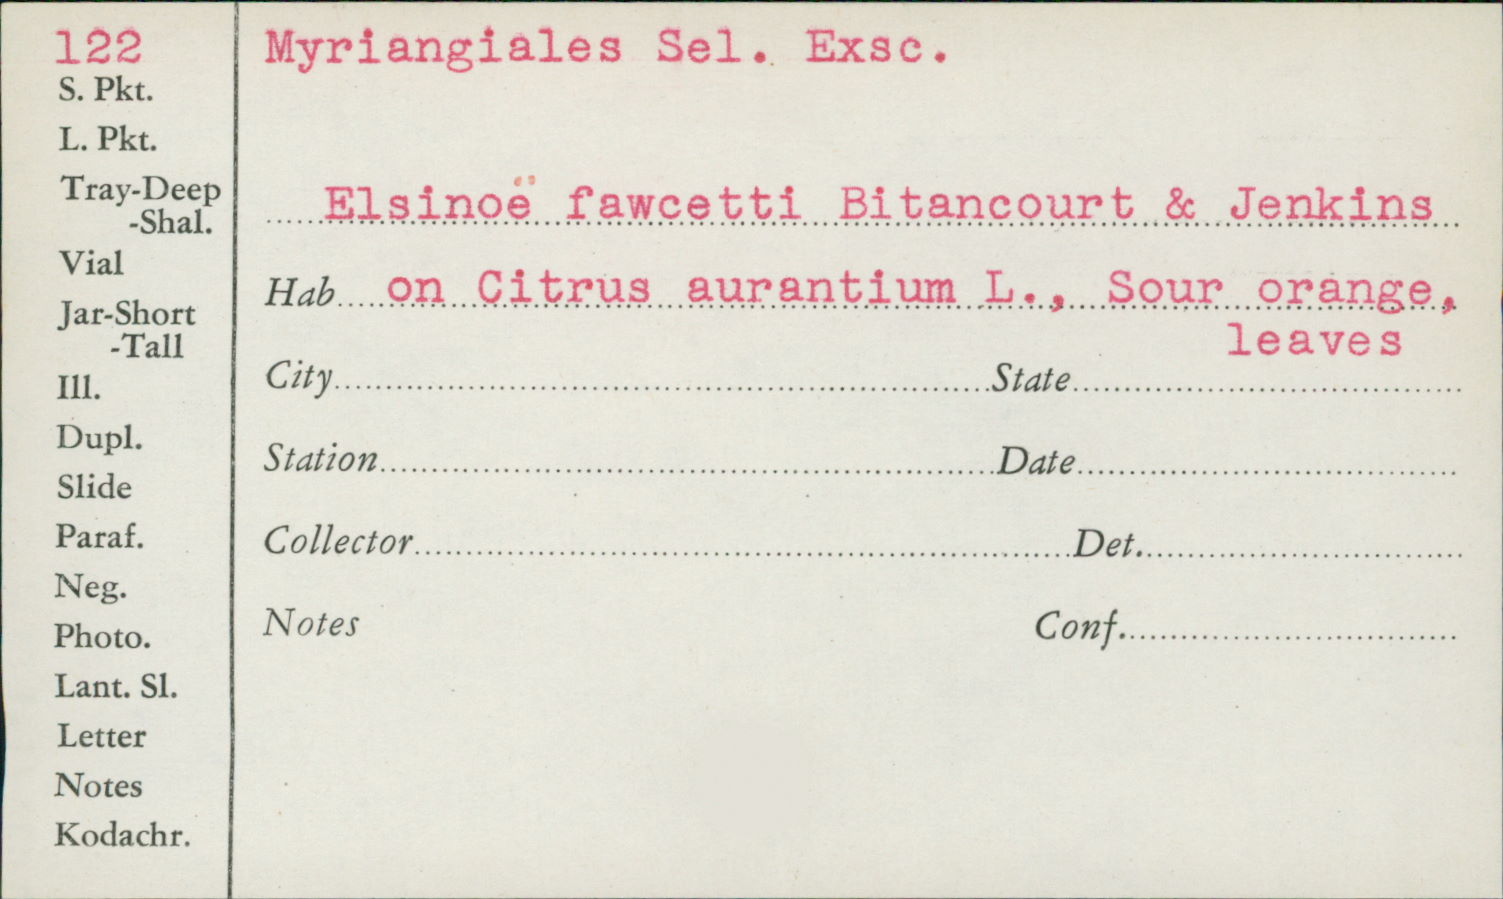 122
Myriangiales Sel. Exsc.
S. Pkt.
L. Pkt.
Tray-Deep
-Shal.
Vial
Jar-Short
-Tall
Ill.
Dupl.
Slide
Paraf.
Neg.
Photo.
Lant. Sl.
Letter
Notes
Kodachr.
Elsinoë fawcetti Bitancourt & Jenkins
Hab on Citrus aurantium L., Sour orange,
leaves
City State
Station Date
Collector Det.
Notes Conf.